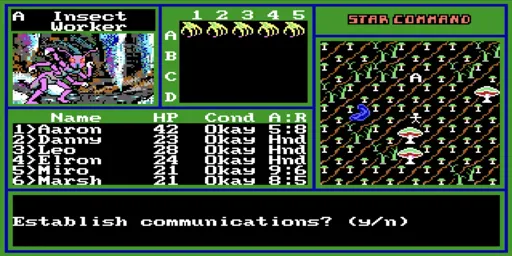 A Insect
Worker
1 2 3 4 5
A
B
C
D
STAR COMMAND
A
Name HP Cond A:R
1>Aaron 42 Okay 5:8
2>Danny 23 Okay Hnd
3>Leo 28 Okay Hnd
4>Elron 24 Okay Hnd
5>Miro 21 Okay 9:6
6>Marsh 21 Okay 8:5
Establish communications? (y/n)